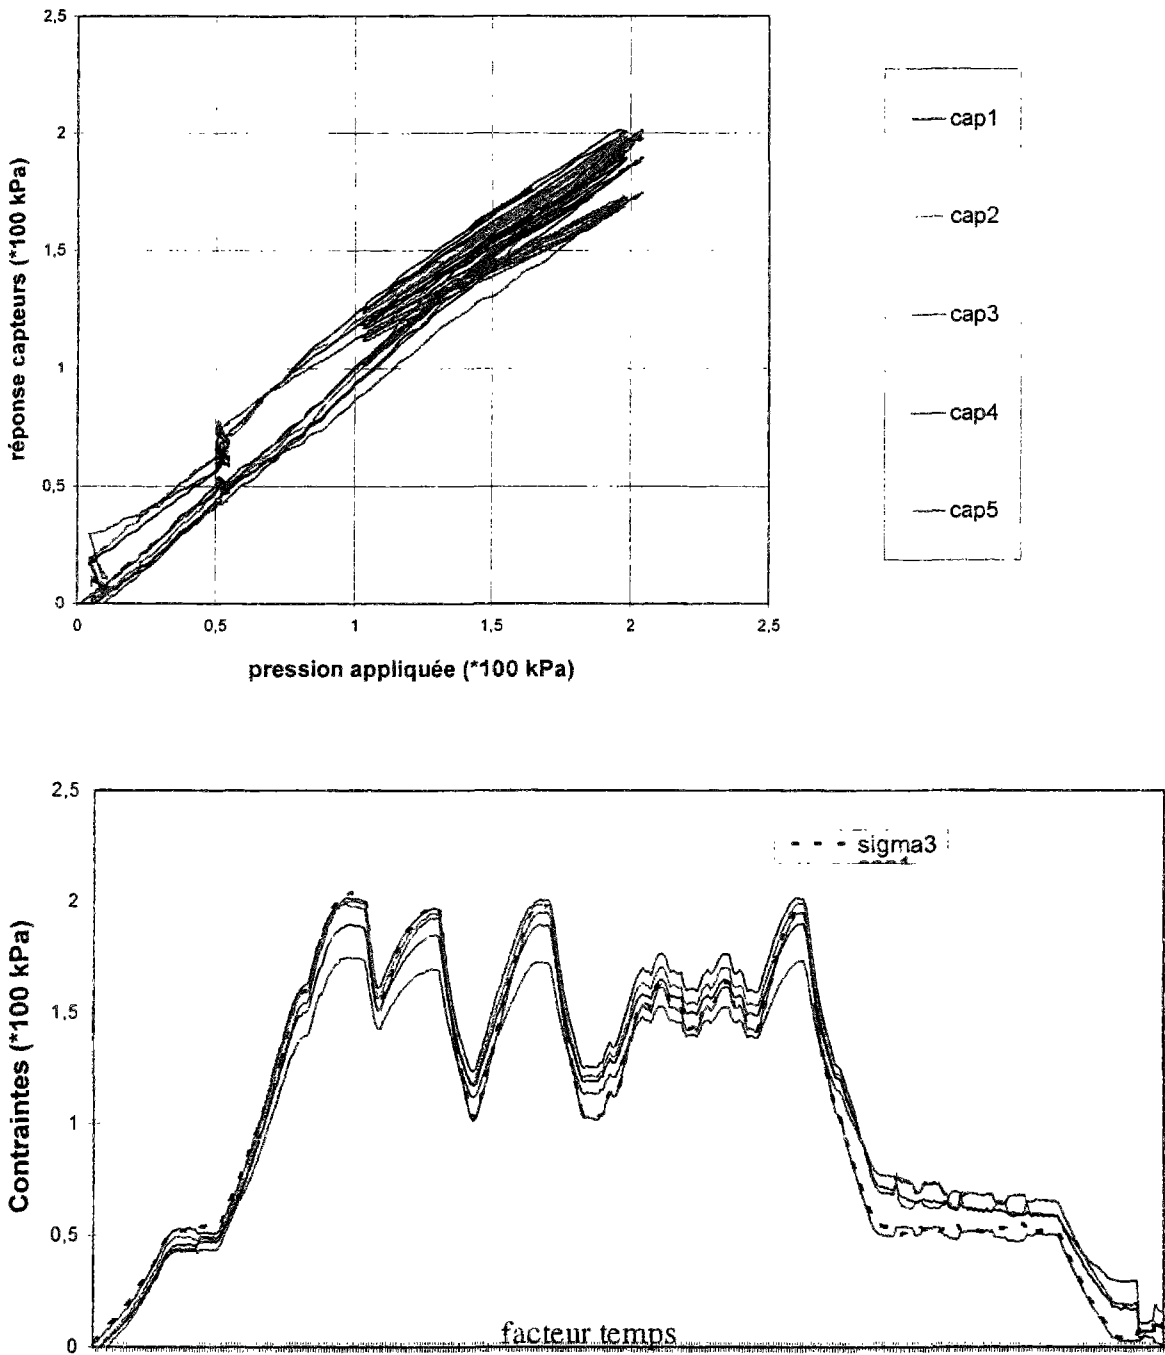 2,5
2
1,5
1
0,5
0
0
0,5
1
1,5
2
2,5
réponse capteurs (*100 kPa)
pression appliquée (*100 kPa)
cap1
cap2
cap3
cap4
cap5
2,5
2
1,5
1
0,5
0
Contraintes (*100 kPa)
sigma3
facteur temps